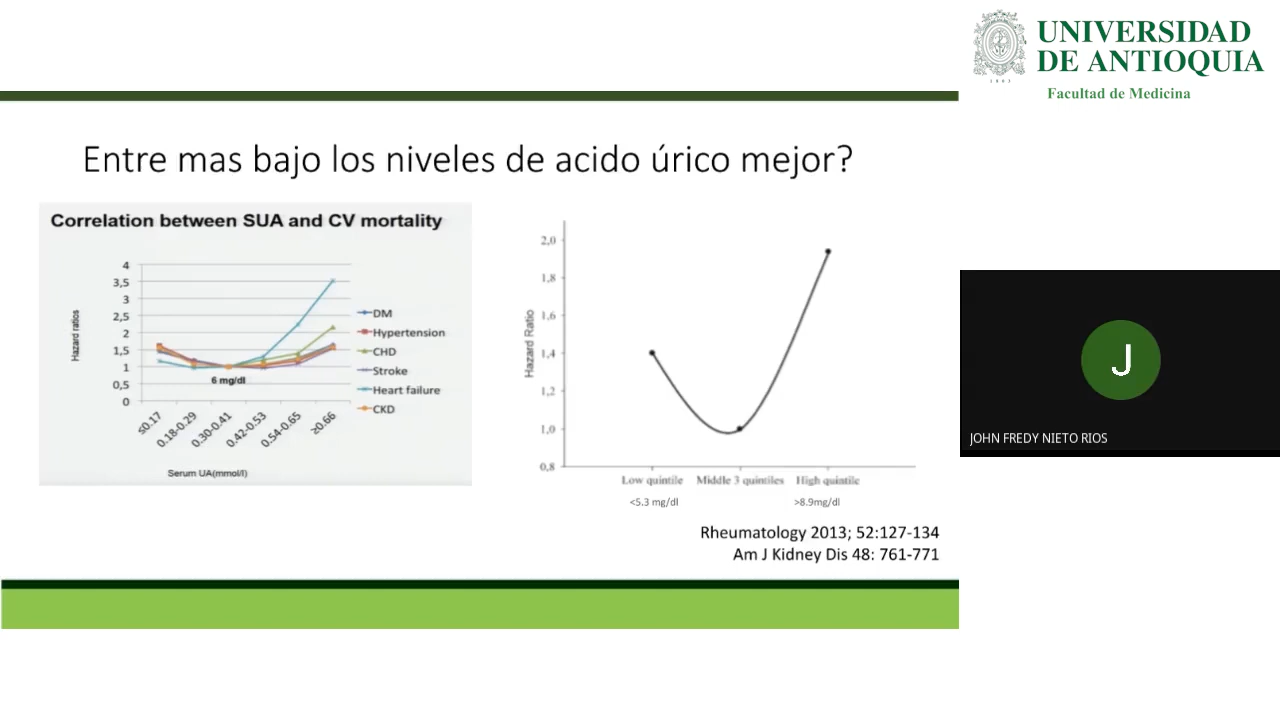 UNIVERSIDAD
DE ANTIOQUIA
1803
Facultad de Medicina
Entre mas bajo los niveles de acido úrico mejor?
Correlation between SUA and CV mortality
Hazard ratios
4
3,5
3
2,5
2
1,5
1
0,5
0
6 mg/dl
≤0.17
0.18-0.29
0.30-0.41
0.42-0.53
0.54-0.65
≥0.66
Serum UA(mmol/l)
DM
Hypertension
CHD
Stroke
Heart failure
CKD
Hazard Ratio
2,0
1,8
1,6
1,4
1,2
1,0
0,8
Low quintile Middle 3 quintiles High quintile
<5.3 mg/dl >8.9mg/dl
Rheumatology 2013; 52:127-134
Am J Kidney Dis 48: 761-771
J
JOHN FREDY NIETO RIOS